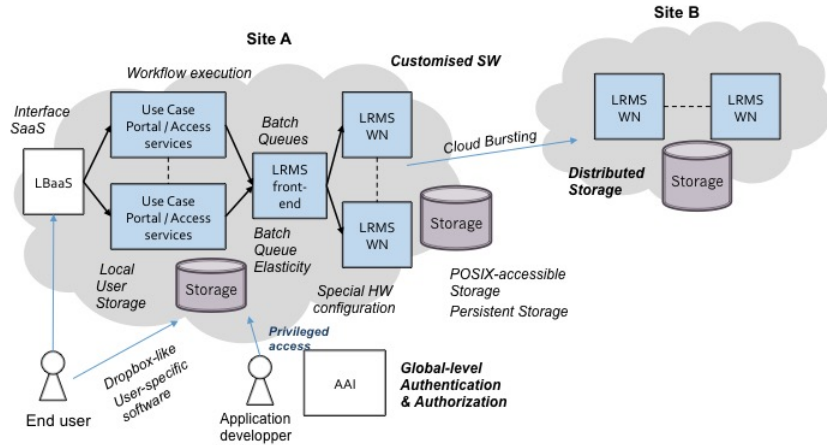 Site A
Site B
Customised SW
Workflow execution
Interface
SaaS
Use Case
Portal / Access
services
Batch
Queues
LRMS
WN
LRMS
WN
LRMS
WN
Cloud Bursting
LBaaS
LRMS
front-
end
Distributed
Storage
Storage
Use Case
Portal / Access
services
LRMS
WN
Storage
Batch
Queue
Elasticity
Local
User
Storage
Storage
Special HW
configuration
POSIX-accessible
Storage
Persistent Storage
Privileged
access
Dropbox-like
User-specific
software
AAI
Global-level
Authentication
& Authorization
End user
Application
developper